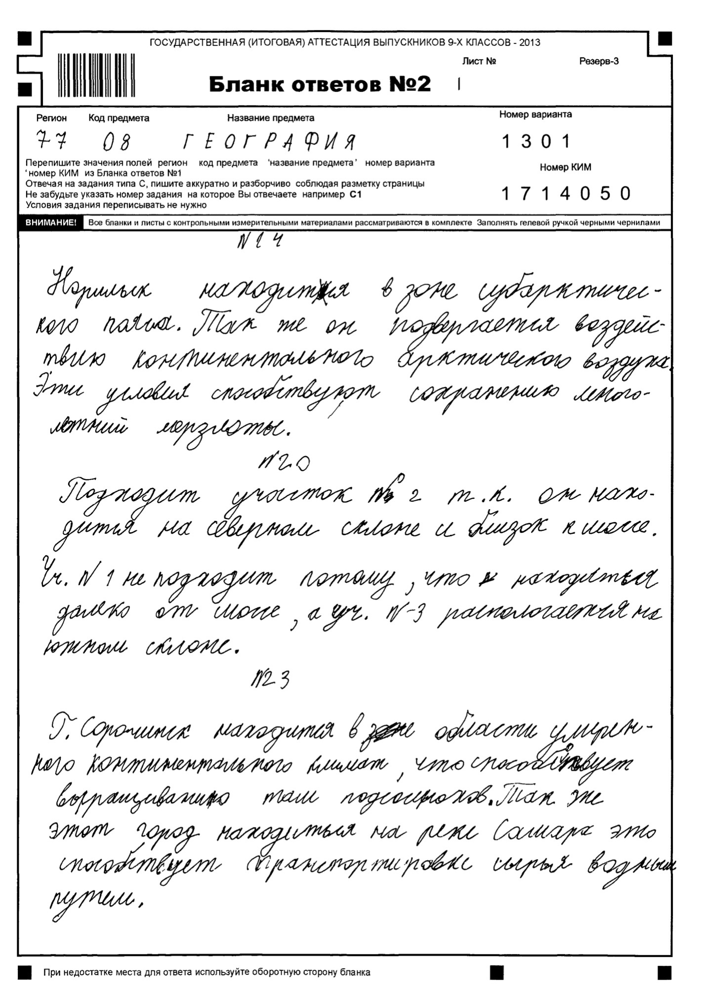 ГОСУДАРСТВЕННАЯ (ИТОГОВАЯ) АТТЕСТАЦИЯ ВЫПУСКНИКОВ 9-Х КЛАССОВ - 2013
Лист № Резерв-3
Бланк ответов №2 1
Регион Код предмета Название предмета Номер варианта
77 08 ГЕОГРАФИЯ 1301
Перепишите значения полей регион код предмета 'название предмета' номер варианта
'номер КИМ из Бланка ответов №1
Номер КИМ
Отвечая на задания типа С, пишите аккуратно и разборчиво соблюдая разметку страницы
Не забудьте указать номер задания на которое Вы отвечаете например С1
1714050
Условия задания переписывать не нужно
ВНИМАНИЕ! Все бланки и листы с контрольными измерительными материалами рассматриваются в комплекте Заполнять гелевой ручкой черными чернилами
N14
Норильск находится в зоне субарктичес-
кого пояса. Так же он подвергается воздейс-
твию континентального арктического воздуха.
Эти условия способствуют сохранению много-
летний мерзлоты.
N20
Подходит участок № 2 т.к. он нахо-
дится на северном склоне и близок к шоссе.
Уч. N 1 не подходит потому, что находиться
далеко от шоссе, а уч. N-3 распологается на
южном склоне.
N23
Г. Сорочинск находится в области умерен-
ного континентального климат, что способствует
выращиванию там подсолнухов. Так же
этот город находиться на реке Самара это
способствует транспортировке сырья водным
путем.
При недостатке места для ответа используйте оборотную сторону бланка